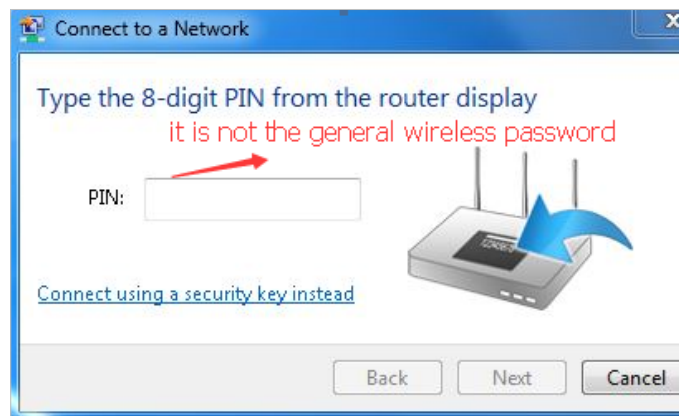 Connect to a Network
Type the 8-digit PIN from the router display
it is not the general wireless password
PIN:
Connect using a security key instead
Back Next Cancel